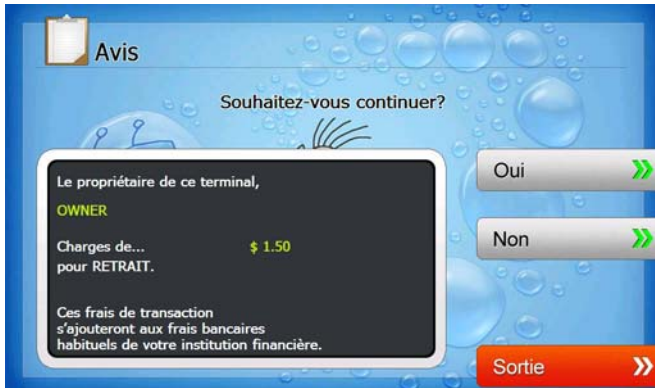 Avis
Souhaitez-vous continuer?
Le propriétaire de ce terminal,
OWNER
Charges de... $ 1.50
pour RETRAIT.
Ces frais de transaction
s'ajouteront aux frais bancaires
habituels de votre institution financière.
Oui
Non
Sortie